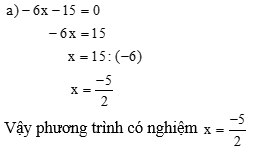 a) – 6x – 15 = 0
– 6x = 15
x = 15 : (–6)
x = -5/2
Vậy phương trình có nghiệm x = -5/2